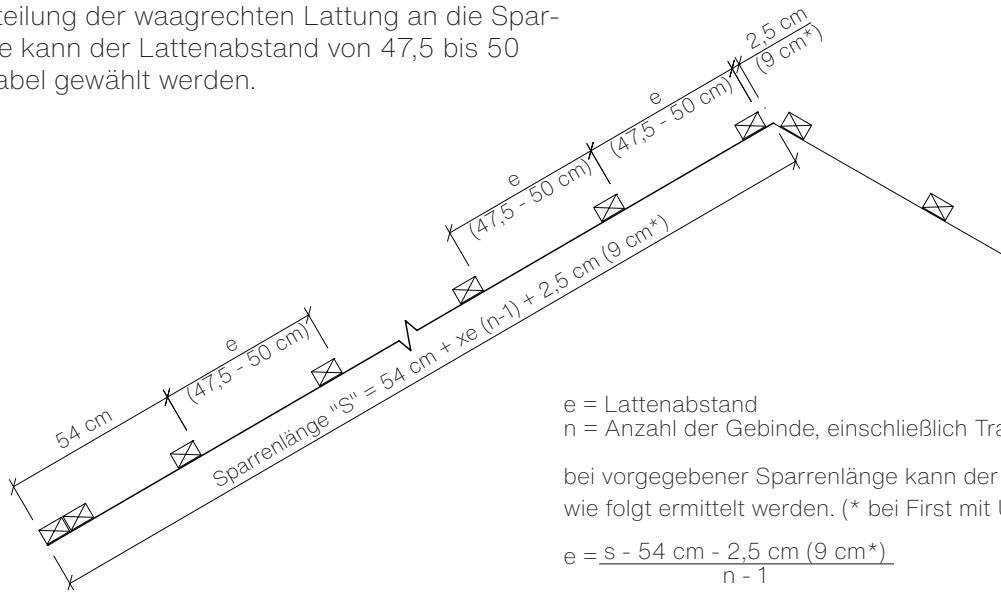 teilung der waagrechten Lattung an die Spar-
e kann der Lattenabstand von 47,5 bis 50
abel gewählt werden.
2,5 cm
(9 cm*)
e
(47,5 - 50 cm)
e
(47,5 - 50 cm)
e
(47,5 - 50 cm)
54 cm
Sparrenlänge "S" = 54 cm + xe (n-1) + 2,5 cm (9 cm*)
e = Lattenabstand
n = Anzahl der Gebinde, einschließlich Tra
bei vorgegebener Sparrenlänge kann der
wie folgt ermittelt werden. (* bei First mit
e = s - 54 cm - 2,5 cm (9 cm*)
n - 1